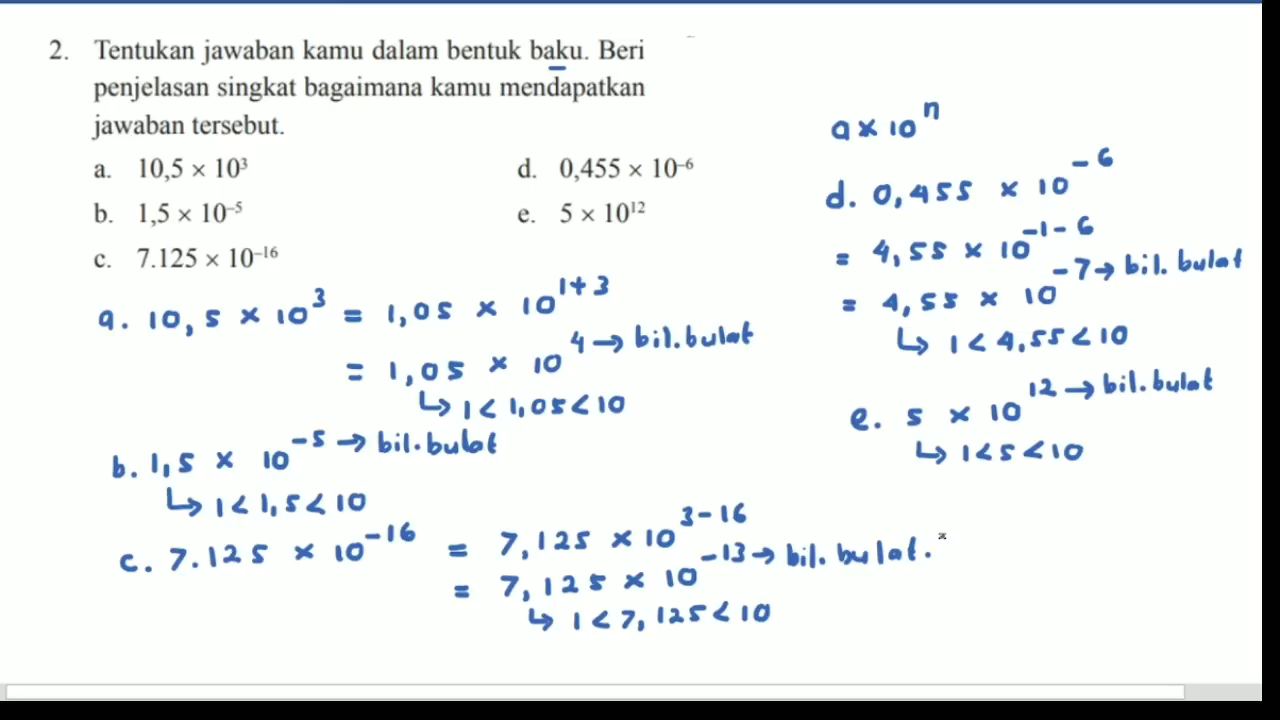 2. Tentukan jawaban kamu dalam bentuk baku. Beri
penjelasan singkat bagaimana kamu mendapatkan
jawaban tersebut.
a. 10,5 × 10³
b. 1,5 × 10⁻⁵
c. 7.125 × 10⁻¹⁶
d. 0,455 × 10⁻⁶
e. 5 × 10¹²
a. 10,5 × 10³ = 1,05 × 10¹⁺³
= 1,05 × 10⁴ → bil.bulat
↳ 1 < 1,05 < 10
b. 1,5 × 10⁻⁵ → bil.bulat
↳ 1 < 1,5 < 10
c. 7.125 × 10⁻¹⁶ = 7,125 × 10³⁻¹⁶
= 7,125 × 10⁻¹³ → bil. bulat.
↳ 1 < 7,125 < 10
a × 10ⁿ
d. 0,455 × 10⁻⁶
= 4,55 × 10⁻¹⁻⁶
= 4,55 × 10⁻⁷ → bil. bulat
↳ 1 < 4,55 < 10
e. 5 × 10¹² → bil.bulat
↳ 1 < 5 < 10